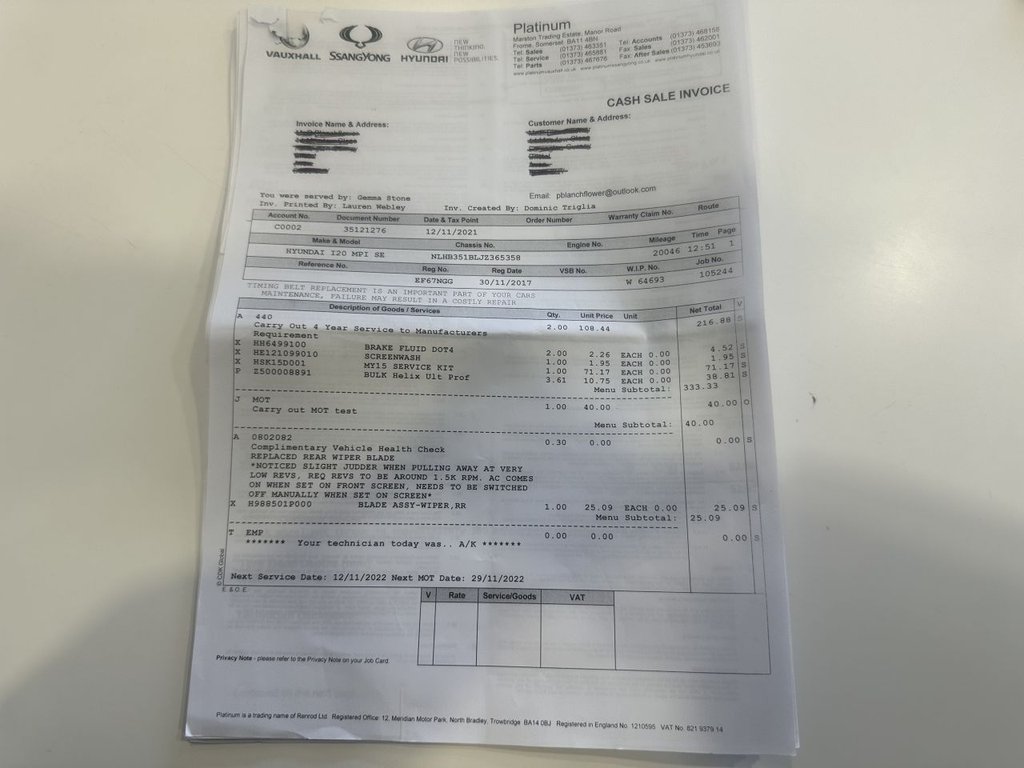 VAUXHALL
SSANGYONG
HYUNDAI
NEW
THINKING.
NEW
POSSIBILITIES.
Platinum
Marston Trading Estate, Manor Road
Frome, Somerset. BA11 4BN
Tel: Sales (01373) 463351
Tel: Service (01373) 465881
Tel: Parts (01373) 467676
Tel: Accounts (01373) 468158
Fax: Sales (01373) 462001
Fax: After Sales (01373) 453693
www.platinumvauxhall.co.uk www.platinumssangyong.co.uk www.platinumhyundai.com
CASH SALE INVOICE
Invoice Name & Address:
Customer Name & Address:
Email: pblanchflower@outlook.com
You were served by: Gemma Stone
Inv. Printed By: Lauren Webley Inv. Created By: Dominic Triglia
Account No. Document Number Date & Tax Point Order Number Warranty Claim No. Route
C0002 35121276 12/11/2021
Make & Model Chassis No. Engine No. Mileage Time Page
HYUNDAI I20 MPI SE NLHB351BLJZ365358 20046 12:51 1
Reference No. Reg No. Reg Date VSB No. W.I.P. No. Job No.
EF67NGG 30/11/2017 W 64693 105244
TIMING BELT REPLACEMENT IS AN IMPORTANT PART OF YOUR CARS
MAINTENANCE, FAILURE MAY RESULT IN A COSTLY REPAIR
Description of Goods / Services Qty. Unit Price Unit Net Total V
A 440 2.00 108.44 216.88 S
Carry Out 4 Year Service to Manufacturers
Requirement
X HH6499100 BRAKE FLUID DOT4 2.00 2.26 EACH 0.00 4.52 S
X HE121099010 SCREENWASH 1.00 1.95 EACH 0.00 1.95 S
X HSK15D001 MY15 SERVICE KIT 1.00 71.17 EACH 0.00 71.17 S
P Z500008891 BULK Helix Ult Prof 3.61 10.75 EACH 0.00 38.81 S
Menu Subtotal: 333.33
J MOT 1.00 40.00 40.00 O
Carry out MOT test
Menu Subtotal: 40.00
A 0802082 0.30 0.00 0.00 S
Complimentary Vehicle Health Check
REPLACED REAR WIPER BLADE
*NOTICED SLIGHT JUDDER WHEN PULLING AWAY AT VERY
LOW REVS, REQ REVS TO BE AROUND 1.5K RPM. AC COMES
ON WHEN SET ON FRONT SCREEN, NEEDS TO BE SWITCHED
OFF MANUALLY WHEN SET ON SCREEN*
X H988501P000 BLADE ASSY-WIPER,RR 1.00 25.09 EACH 0.00 25.09 S
Menu Subtotal: 25.09
T EMP 0.00 0.00 0.00 S
******* Your technician today was.. A/K *******
Next Service Date: 12/11/2022 Next MOT Date: 29/11/2022
© CDK Global
E. & O. E
V Rate Service/Goods VAT
Privacy Note - please refer to the Privacy Note on your Job Card.
Platinum is a trading name of Renrod Ltd. Registered Office: 12, Meridian Motor Park, North Bradley, Trowbridge BA14 0BJ Registered in England No. 1210595 VAT No. 821 9379 14